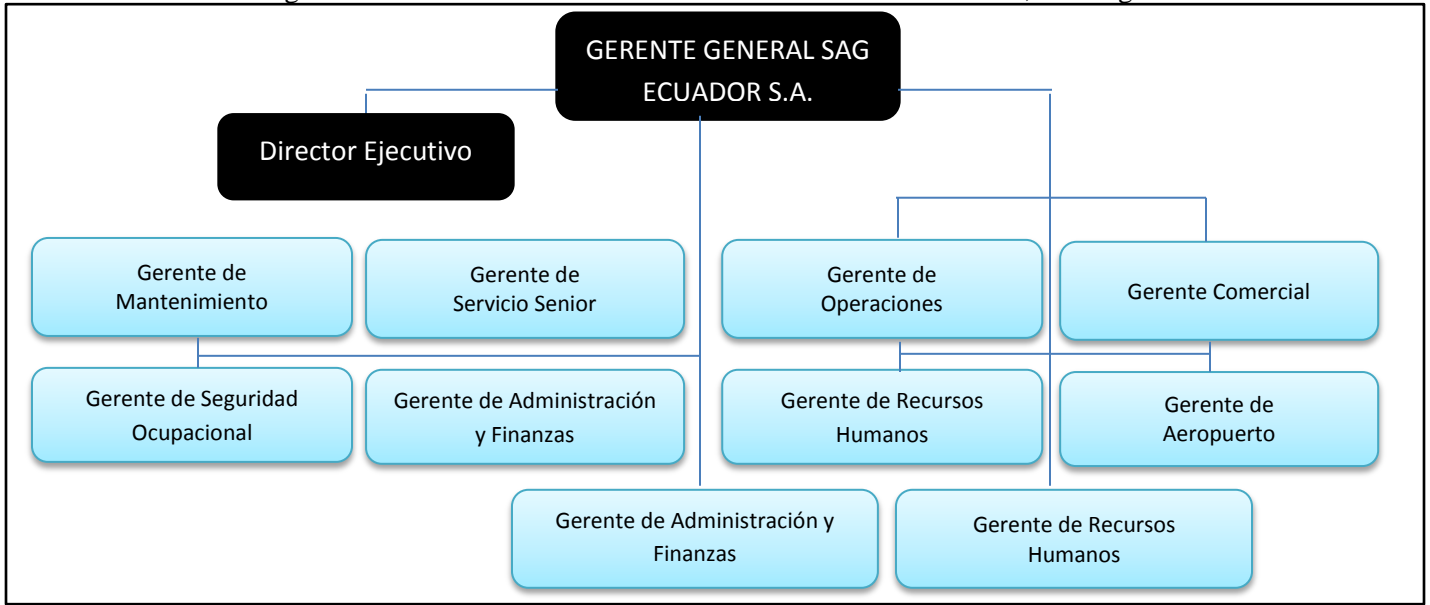 GERENTE GENERAL SAG
ECUADOR S.A.
Director Ejecutivo
Gerente de
Mantenimiento
Gerente de
Servicio Senior
Gerente de
Operaciones
Gerente Comercial
Gerente de Seguridad
Ocupacional
Gerente de Administración
y Finanzas
Gerente de Recursos
Humanos
Gerente de
Aeropuerto
Gerente de Administración y
Finanzas
Gerente de Recursos
Humanos